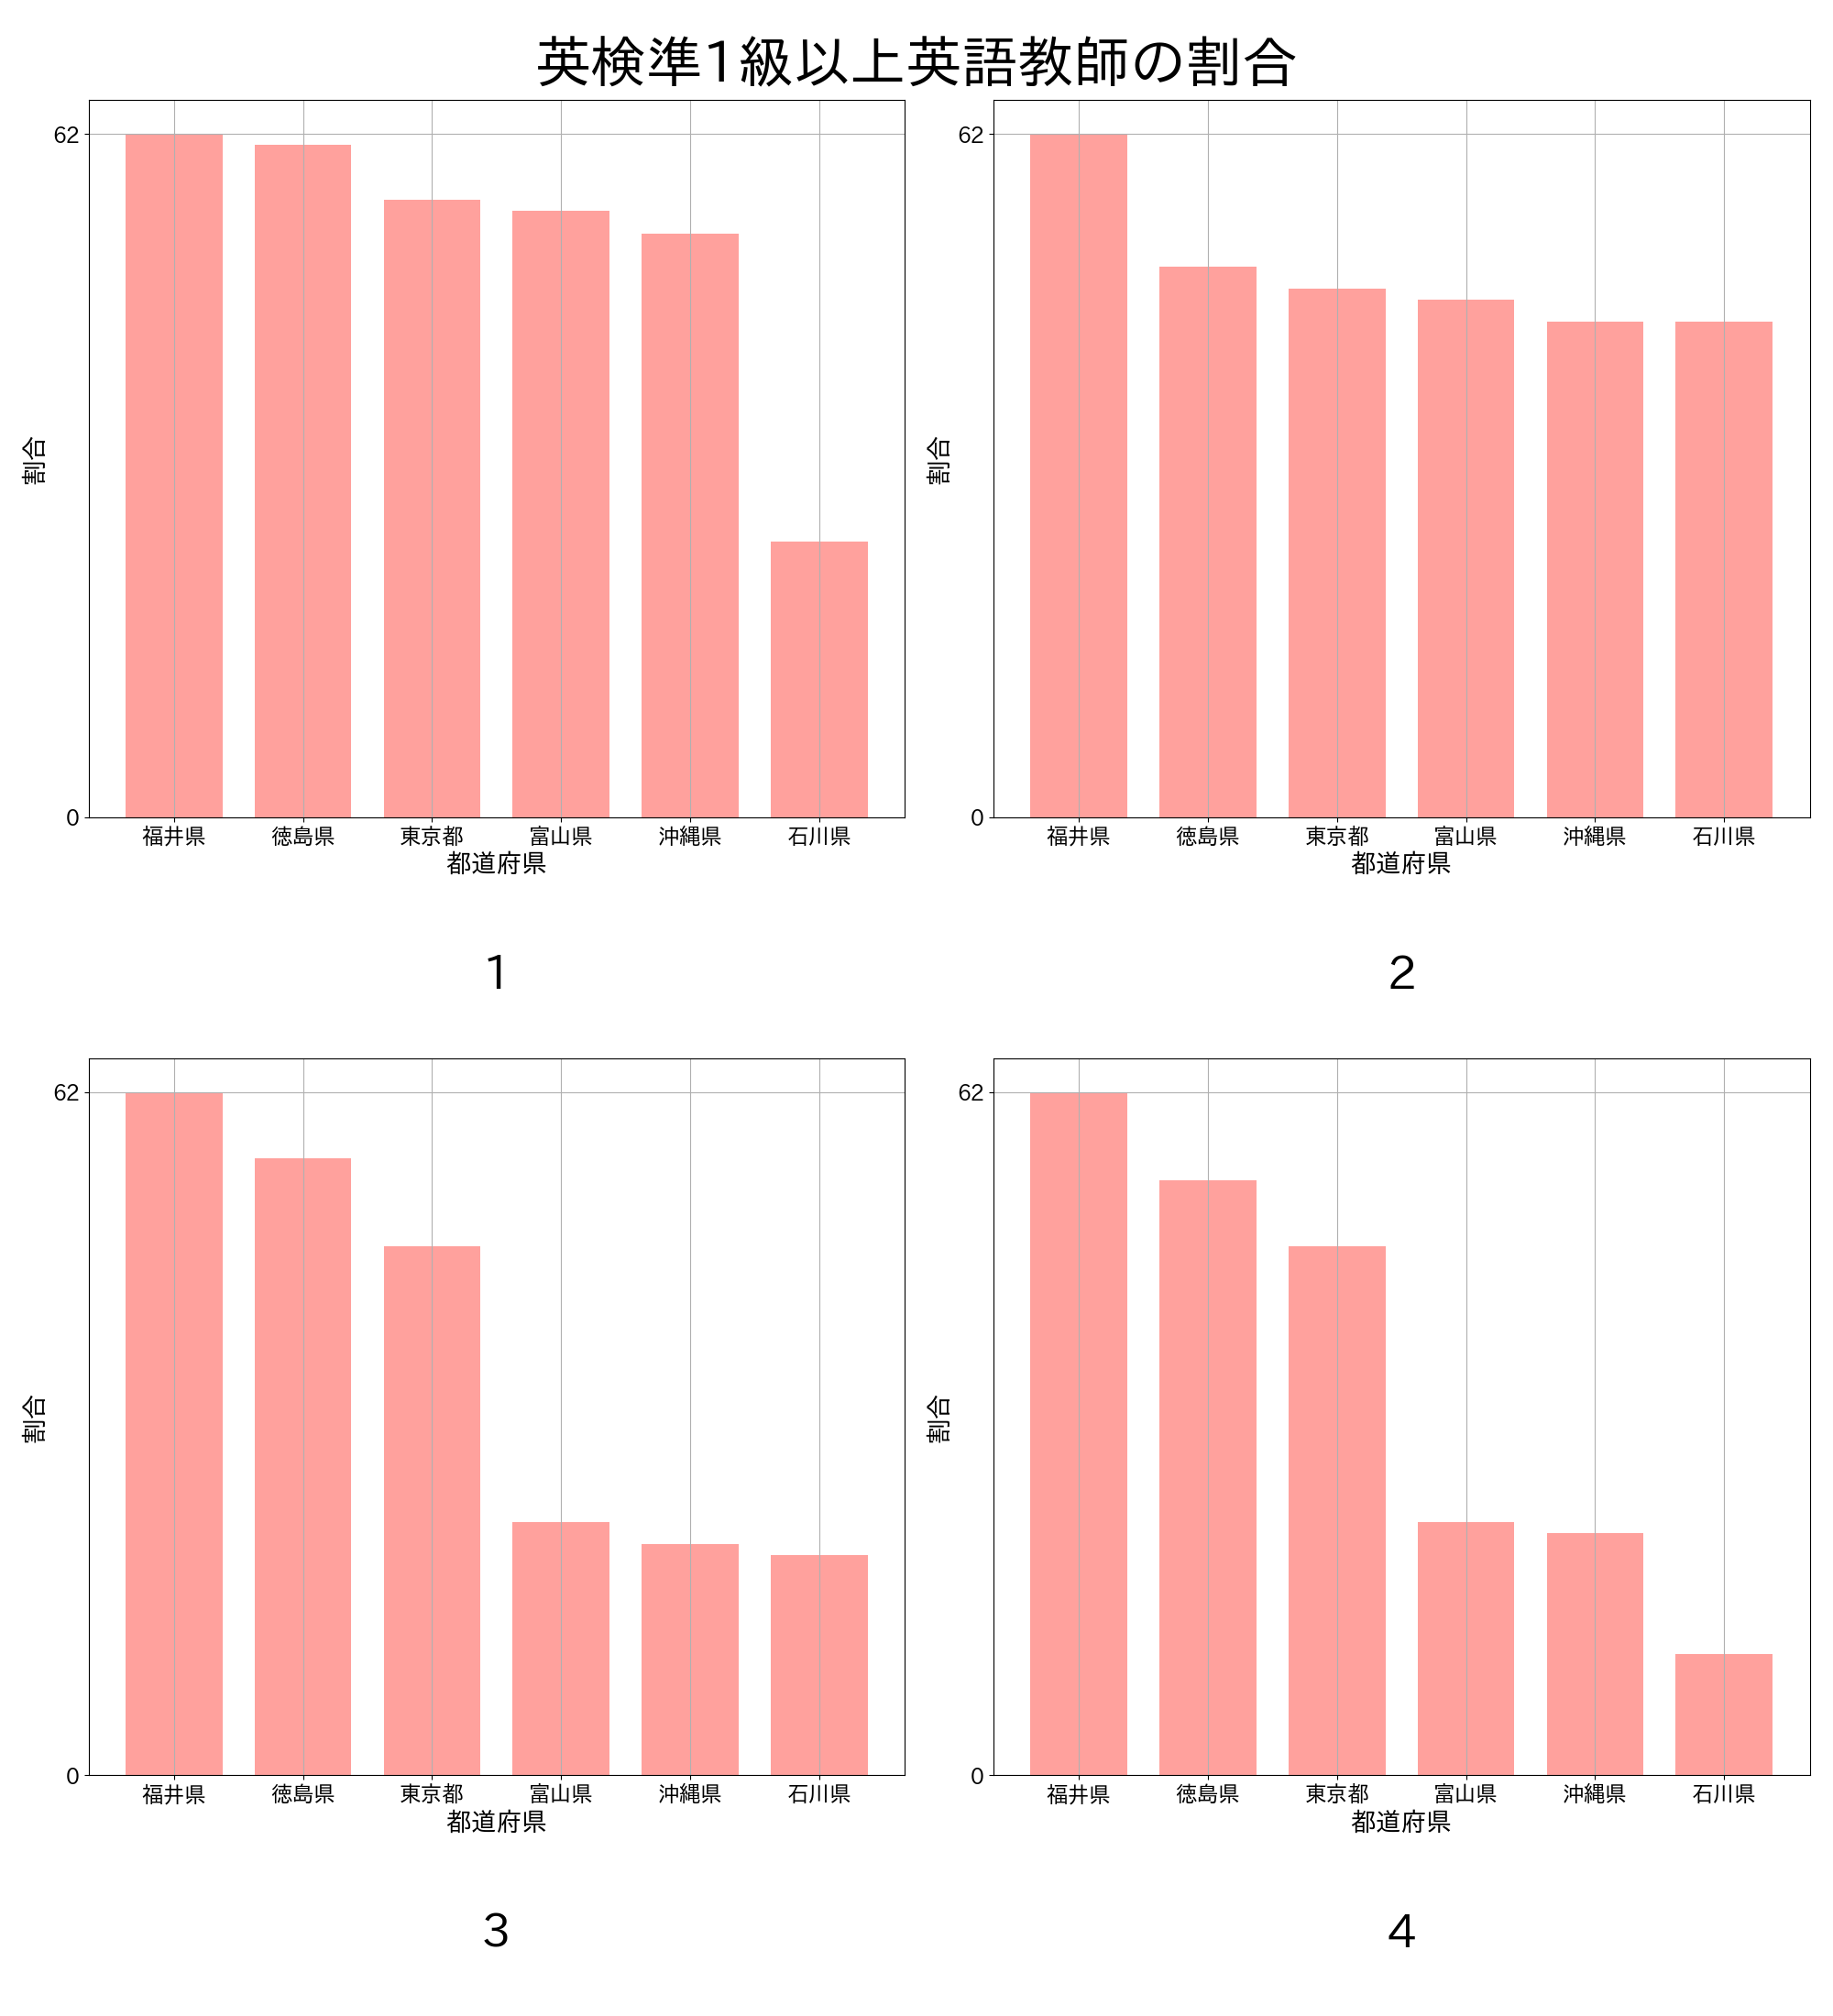 英検準1級以上英語教師の割合
62
0
割合
福井県 徳島県 東京都 富山県 沖縄県 石川県
都道府県
1
62
0
割合
福井県 徳島県 東京都 富山県 沖縄県 石川県
都道府県
2
62
0
割合
福井県 徳島県 東京都 富山県 沖縄県 石川県
都道府県
3
62
0
割合
福井県 徳島県 東京都 富山県 沖縄県 石川県
都道府県
4